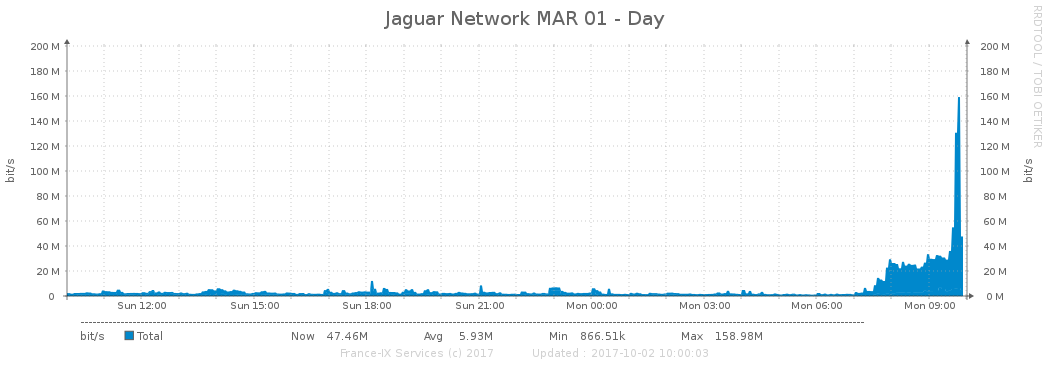 Jaguar Network MAR 01 - Day
RRDTOOL / TOBI OETIKER
200 M 200 M
180 M 180 M
160 M 160 M
140 M 140 M
120 M 120 M
100 M 100 M
80 M 80 M
60 M 60 M
40 M 40 M
20 M 20 M
0 0 M
bit/s bit/s
Sun 12:00 Sun 15:00 Sun 18:00 Sun 21:00 Mon 00:00 Mon 03:00 Mon 06:00 Mon 09:00
bit/s Total Now 47.46M Avg 5.93M Min 866.51k Max 158.98M
France-IX Services (c) 2017 Updated : 2017-10-02 10:00:03